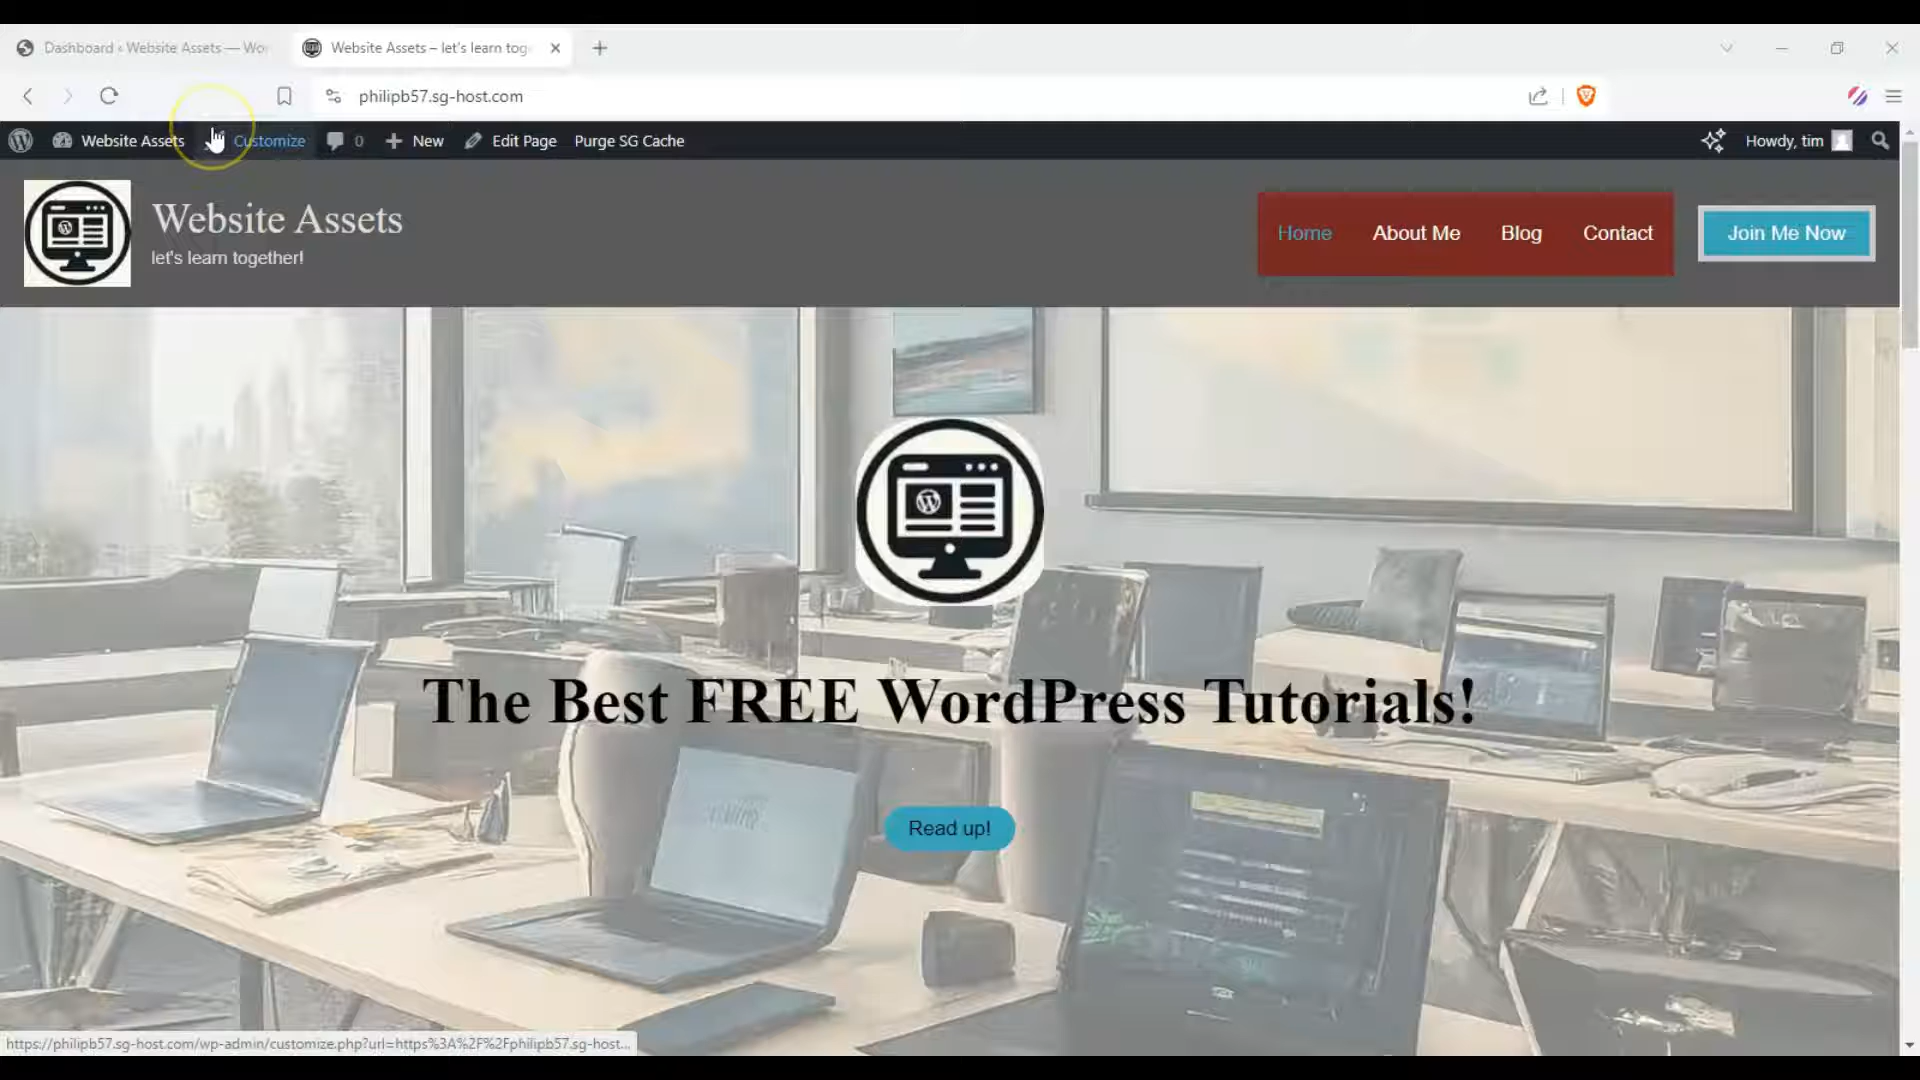 Dashboard ‹ Website Assets — Wor
Website Assets – let's learn tog
philipb57.sg-host.com
Website Assets
Customize
0
New
Edit Page
Purge SG Cache
Howdy, tim
Website Assets
let's learn together!
Home
About Me
Blog
Contact
Join Me Now
The Best FREE WordPress Tutorials!
Read up!
https://philipb57.sg-host.com/wp-admin/customize.php?url=https%3A%2F%2Fphilipb57.sg-host...